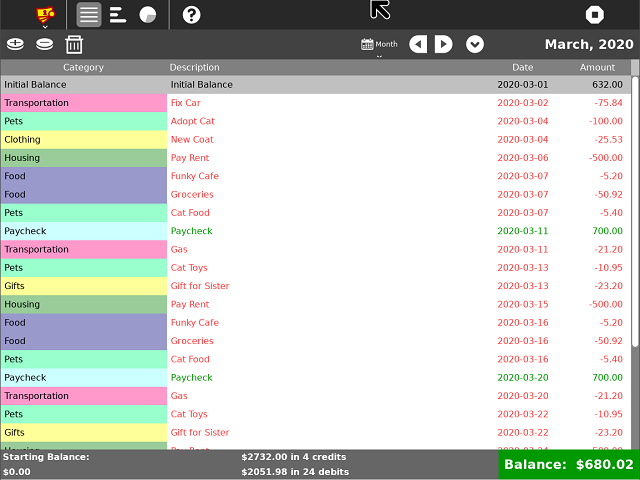 Month
March, 2020
Category Description Date Amount
Initial Balance Initial Balance 2020-03-01 632.00
Transportation Fix Car 2020-03-02 -75.84
Pets Adopt Cat 2020-03-04 -100.00
Clothing New Coat 2020-03-04 -25.53
Housing Pay Rent 2020-03-06 -500.00
Food Funky Cafe 2020-03-07 -5.20
Food Groceries 2020-03-07 -50.92
Pets Cat Food 2020-03-07 -5.40
Paycheck Paycheck 2020-03-11 700.00
Transportation Gas 2020-03-11 -21.20
Pets Cat Toys 2020-03-13 -10.95
Gifts Gift for Sister 2020-03-13 -23.20
Housing Pay Rent 2020-03-15 -500.00
Food Funky Cafe 2020-03-16 -5.20
Food Groceries 2020-03-16 -50.92
Pets Cat Food 2020-03-16 -5.40
Paycheck Paycheck 2020-03-20 700.00
Transportation Gas 2020-03-20 -21.20
Pets Cat Toys 2020-03-22 -10.95
Gifts Gift for Sister 2020-03-22 -23.20
Starting Balance: $2732.00 in 4 credits
$0.00 $2051.98 in 24 debits
Balance: $680.02